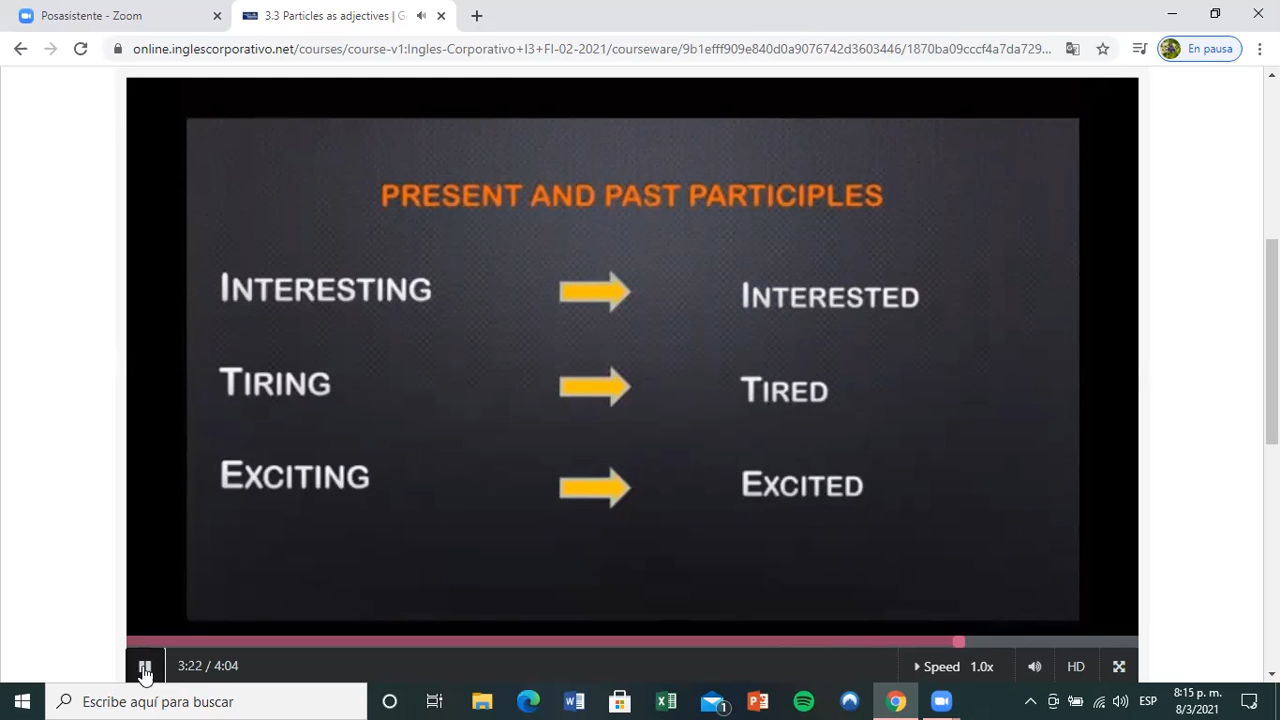 Posasistente - Zoom
3.3 Particles as adjectives | G
online.inglescorporativo.net/courses/course-v1:Ingles-Corporativo+I3+FI-02-2021/courseware/9b1efff909e840d0a9076742d3603446/1870ba09cccf4a7da729...
En pausa
PRESENT AND PAST PARTICIPLES
INTERESTING
INTERESTED
TIRING
TIRED
EXCITING
EXCITED
3:22 / 4:04
Speed 1.0x
HD
Escribe aquí para buscar
1
ESP
8:15 p. m.
8/3/2021